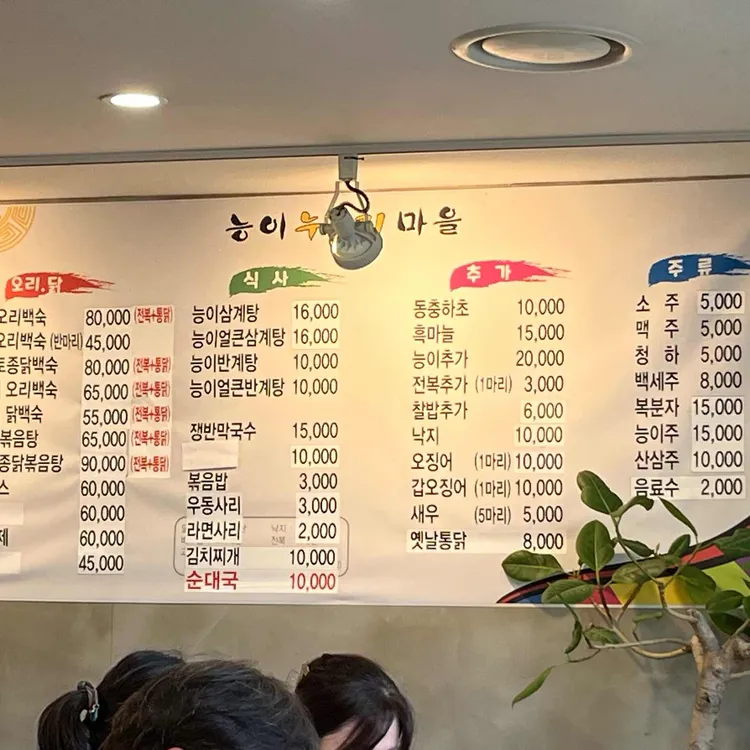 능이 마을
오리.닭
오리백숙 80,000 (전복+통닭)
오리백숙 (반마리) 45,000
토종닭백숙 80,000 (전복+통닭)
오리백숙 65,000 (전복+통닭)
닭백숙 55,000 (전복+통닭)
볶음탕 65,000 (전복+통닭)
종닭볶음탕 90,000 (전복+통닭)
스 60,000
60,000
제 60,000
45,000
식사
능이삼계탕 16,000
능이얼큰삼계탕 16,000
능이반계탕 10,000
능이얼큰반계탕 10,000
쟁반막국수 15,000
10,000
볶음밥 3,000
우동사리 3,000
라면사리 2,000
김치찌개 10,000
순대국 10,000
낙지
전복
추가
동충하초 10,000
흑마늘 15,000
능이추가 20,000
전복추가 (1마리) 3,000
찰밥추가 6,000
낙지 10,000
오징어 (1마리) 10,000
갑오징어 (1마리) 10,000
새우 (5마리) 5,000
옛날통닭 8,000
주류
소주 5,000
맥주 5,000
청하 5,000
백세주 8,000
복분자 15,000
능이주 15,000
산삼주 10,000
음료수 2,000